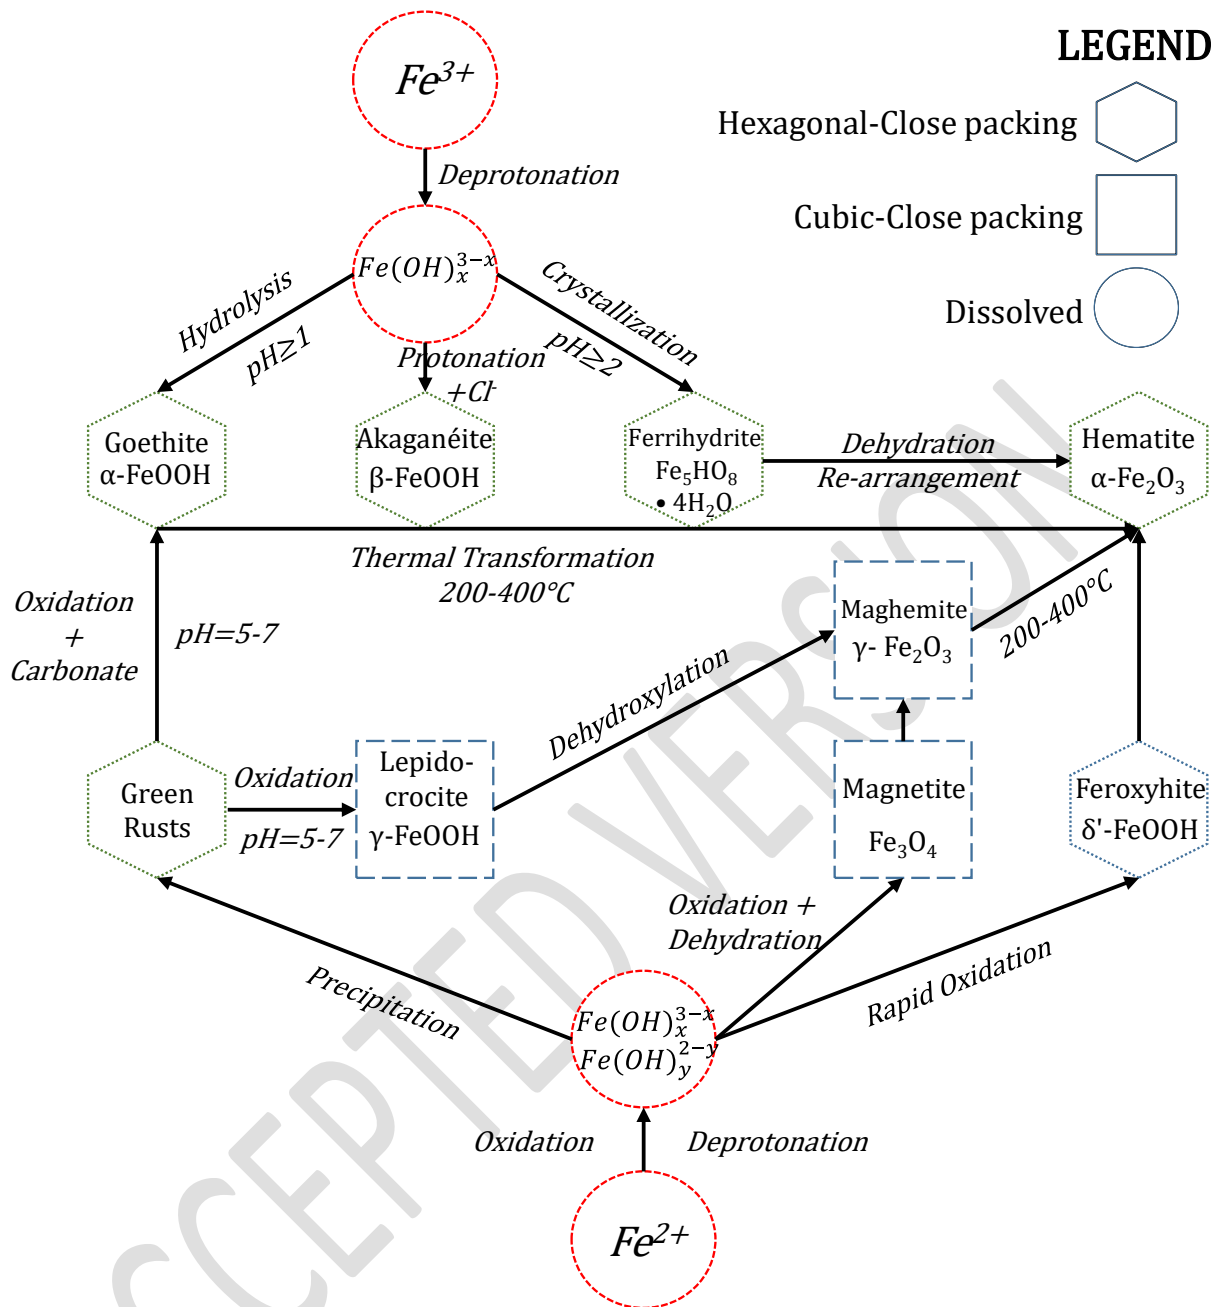 LEGEND
Hexagonal-Close packing
Cubic-Close packing
Dissolved
Fe³⁺
Deprotonation
Fe(OH)ₓ³⁻ˣ
Hydrolysis
pH≥1
Protonation
+Cl⁻
Crystallization
pH≥2
Goethite
α-FeOOH
Akaganéite
β-FeOOH
Ferrihydrite
Fe₅HO₈
• 4H₂O
Dehydration
Re-arrangement
Hematite
α-Fe₂O₃
Thermal Transformation
200-400°C
Oxidation
+
Carbonate
pH=5-7
Maghemite
γ- Fe₂O₃
200-400°C
Dehydroxylation
Green
Rusts
Oxidation
pH=5-7
Lepido-
crocite
γ-FeOOH
Magnetite
Fe₃O₄
Feroxyhite
δ'-FeOOH
Oxidation +
Dehydration
Precipitation
Rapid Oxidation
Fe(OH)ₓ³⁻ˣ
Fe(OH)ᵧ²⁻ʸ
Oxidation
Deprotonation
Fe²⁺
CCEPTED VERSION